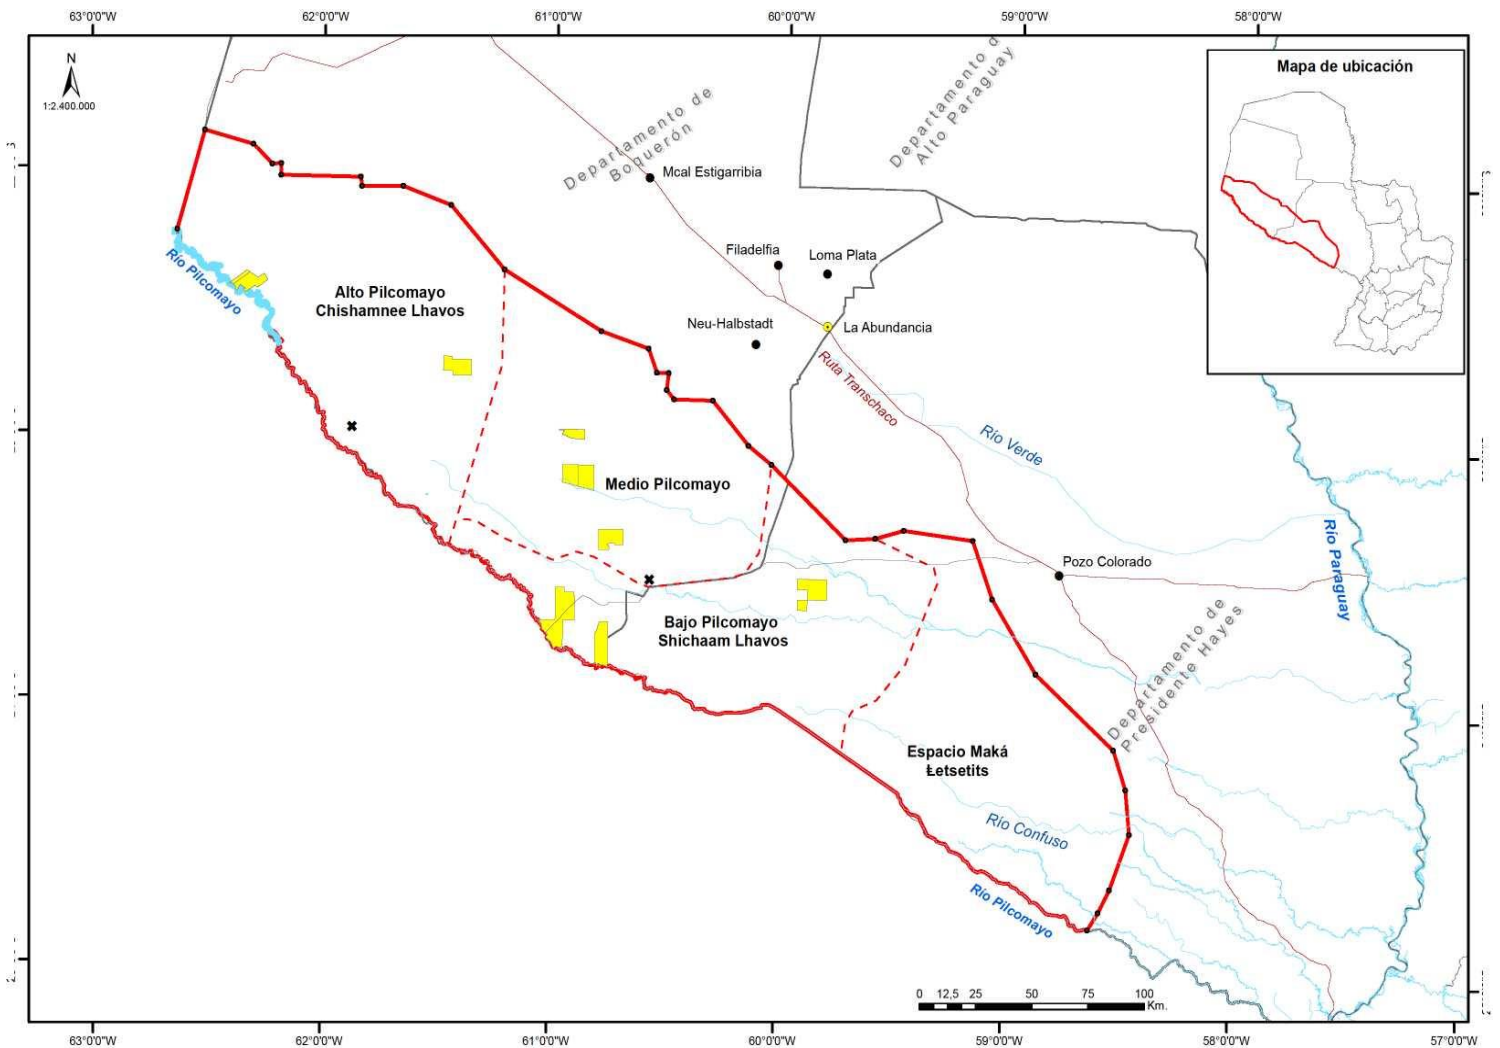 63°0'0"W 62°0'0"W 61°0'0"W 60°0'0"W 59°0'0"W 58°0'0"W
N
1:2.400.000
Mapa de ubicación
Departamento de
Boquerón
Departamento d
Alto Paraguay
Mcal Estigarribia
Filadelfia
Loma Plata
Neu-Halbstadt
La Abundancia
Ruta Transchaco
Río Pilcomayo
Alto Pilcomayo
Chishamnee Lhavos
Río Verde
Medio Pilcomayo
Río Paraguay
Pozo Colorado
Bajo Pilcomayo
Shichaam Lhavos
Departamento de
Presidente Hayes
Espacio Maká
Łetsetits
Río Confuso
Río Pilcomayo
0 12,5 25 50 75 100
Km.
63°0'0"W 62°0'0"W 61°0'0"W 60°0'0"W 59°0'0"W 58°0'0"W 57°0'0"W